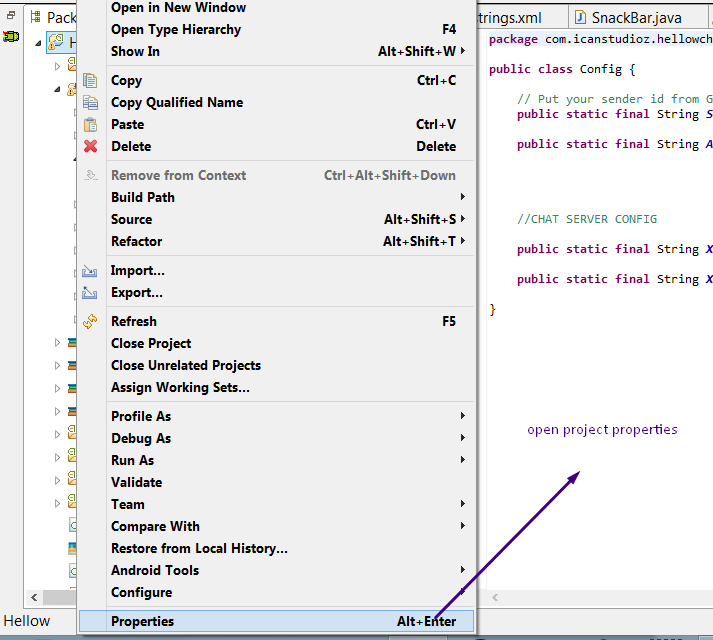 Pack
H
Open in New Window
Open Type Hierarchy F4
Show In Alt+Shift+W
Copy Ctrl+C
Copy Qualified Name
Paste Ctrl+V
Delete Delete
Remove from Context Ctrl+Alt+Shift+Down
Build Path
Source Alt+Shift+S
Refactor Alt+Shift+T
Import...
Export...
Refresh F5
Close Project
Close Unrelated Projects
Assign Working Sets...
Profile As
Debug As
Run As
Validate
Team
Compare With
Restore from Local History...
Android Tools
Configure
Properties Alt+Enter
Hellow
trings.xml SnackBar.java
package com.icanstudioz.hellowch
public class Config {
// Put your sender id from G
public static final String S
public static final String A
//CHAT SERVER CONFIG
public static final String X
public static final String X
}
open project properties